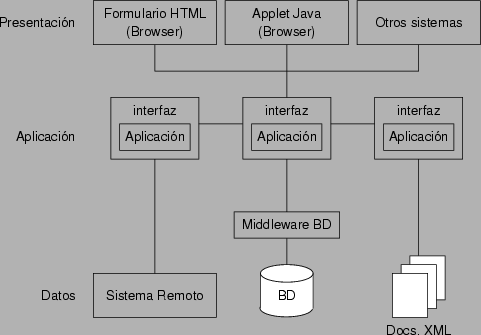 Presentación
Formulario HTML
(Browser)
Applet Java
(Browser)
Otros sistemas
Aplicación
interfaz
Aplicación
interfaz
Aplicación
interfaz
Aplicación
Middleware BD
Datos
Sistema Remoto
BD
Docs. XML